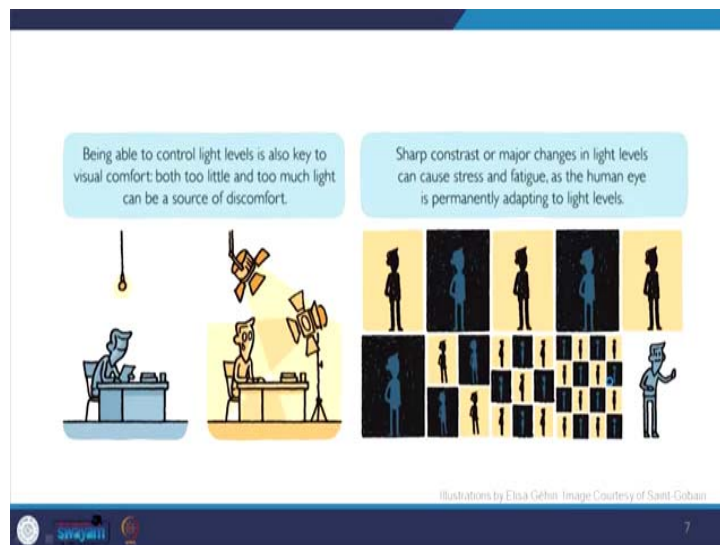 Being able to control light levels is also key to
visual comfort: both too little and too much light
can be a source of discomfort.
Sharp constrast or major changes in light levels
can cause stress and fatigue, as the human eye
is permanently adapting to light levels.
Illustrations by Elisa Géhin. Image Courtesy of Saint-Gobain
swayam
7